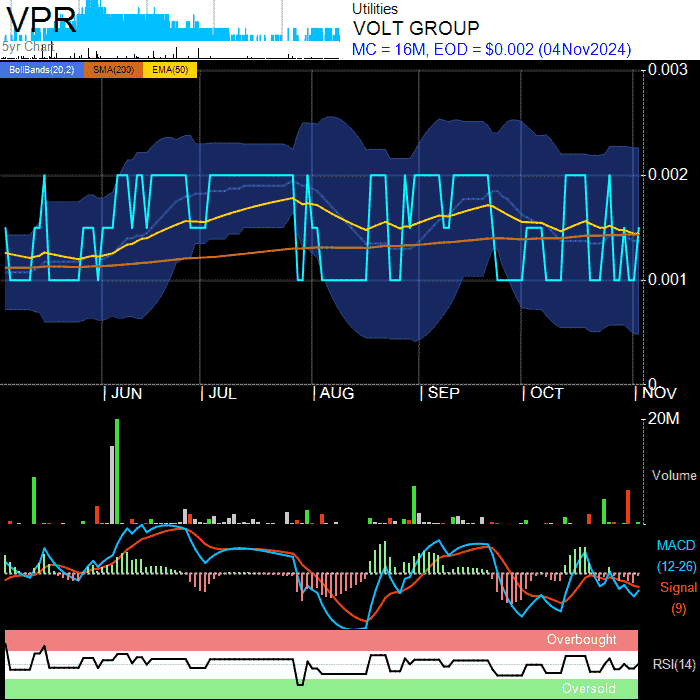 VPR
5yr Chart
Utilities
VOLT GROUP
MC = 16M, EOD = $0.002 (04Nov2024)
BollBands(20,2) SMA(200) EMA(50)
0.003
0.002
0.001
0
JUN JUL AUG SEP OCT NOV
20M
Volume
MACD
(12-26)
Signal
(9)
Overbought
RSI(14)
Oversold